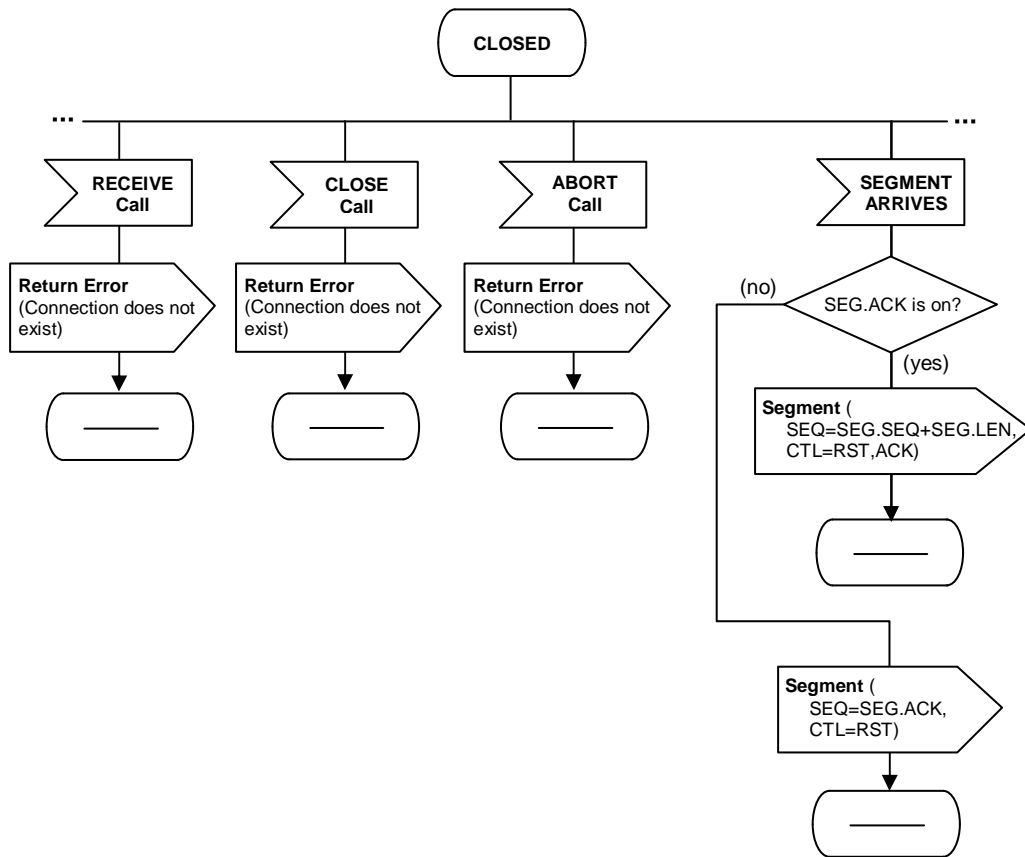 CLOSED
...
...
RECEIVE
Call
CLOSE
Call
ABORT
Call
SEGMENT
ARRIVES
Return Error
(Connection does not
exist)
Return Error
(Connection does not
exist)
Return Error
(Connection does not
exist)
(no)
SEG.ACK is on?
(yes)
Segment (
SEQ=SEG.SEQ+SEG.LEN,
CTL=RST,ACK)
Segment (
SEQ=SEG.ACK,
CTL=RST)